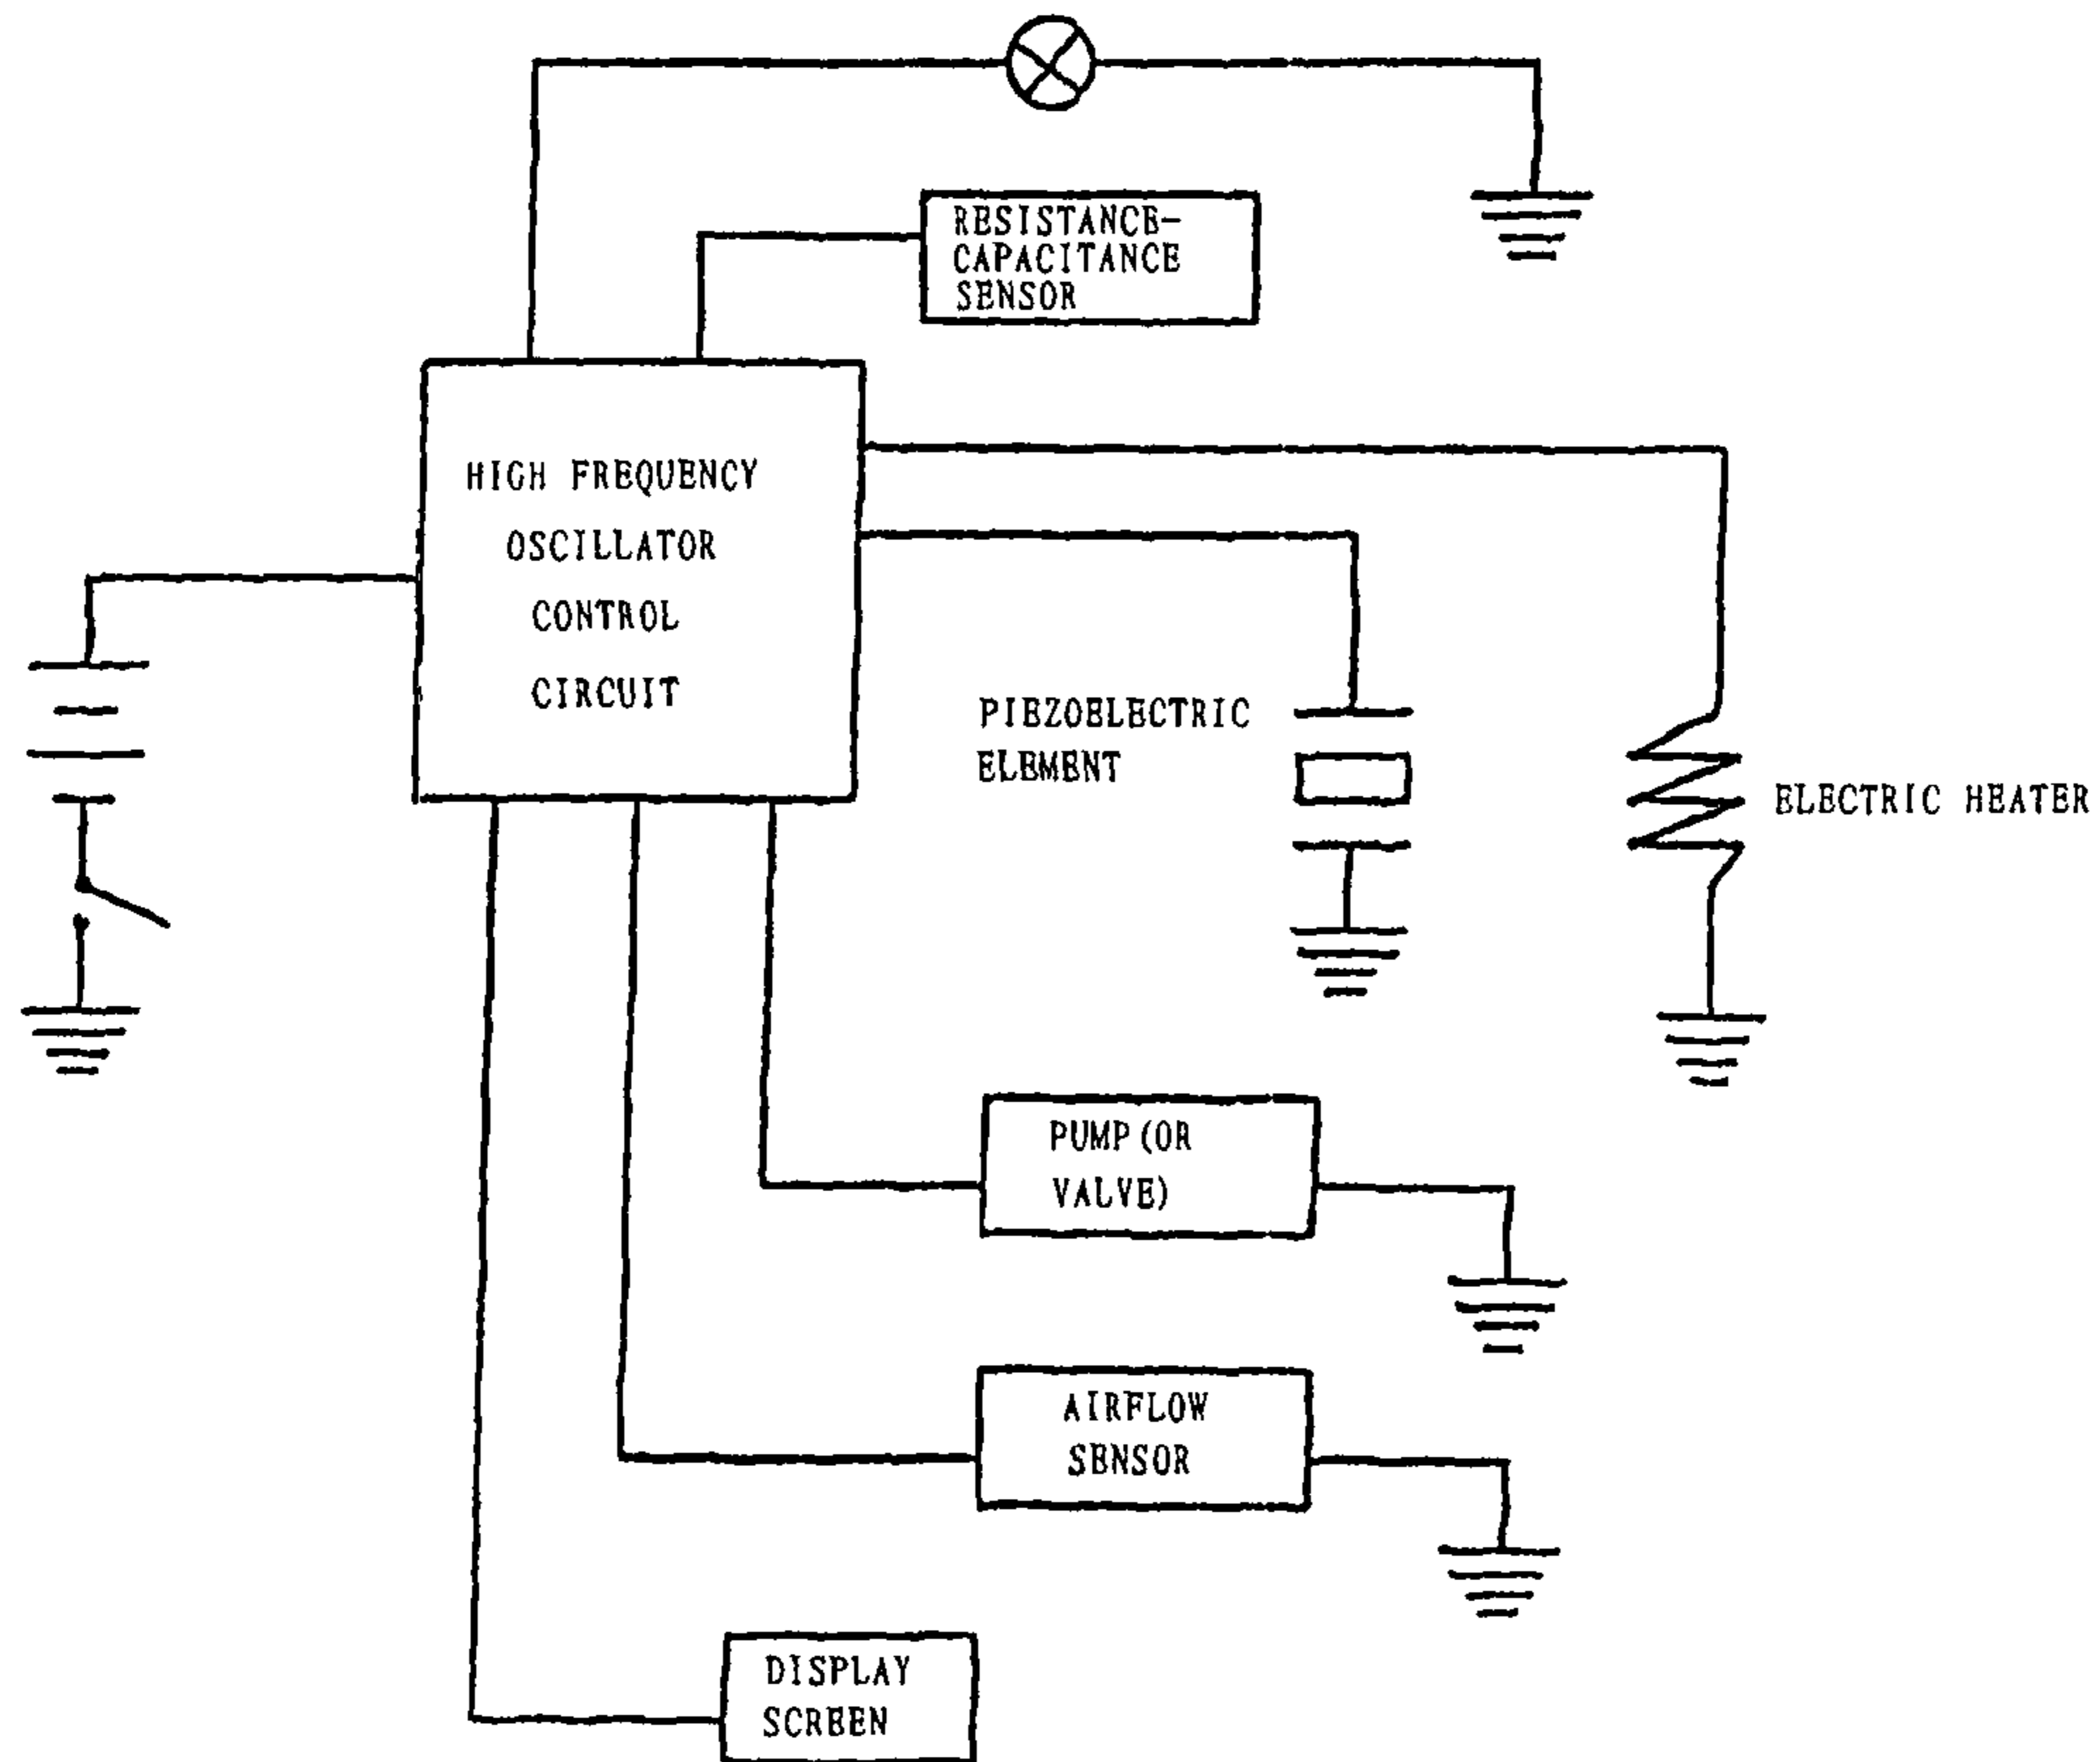 RESISTANCE-
CAPACITANCE
SENSOR
HIGH FREQUENCY
OSCILLATOR
CONTROL
CIRCUIT
PIEZOELECTRIC
ELEMENT
ELECTRIC HEATER
PUMP(OR
VALVE)
AIRFLOW
SENSOR
DISPLAY
SCREEN